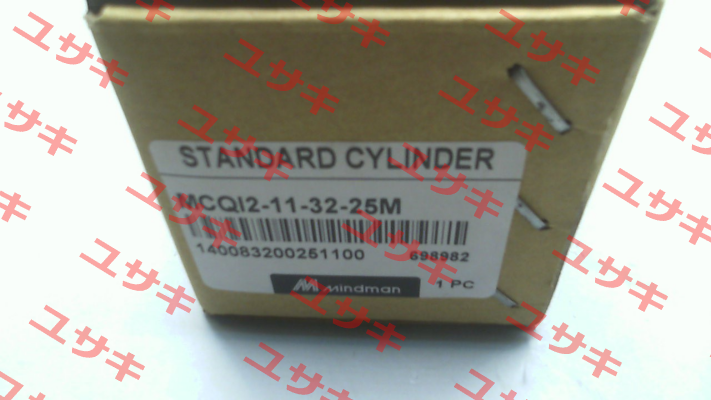 STANDARD CYLINDER
MCQI2-11-32-25M
140083200251100 698982
Mindman 1 PC
ユサキ